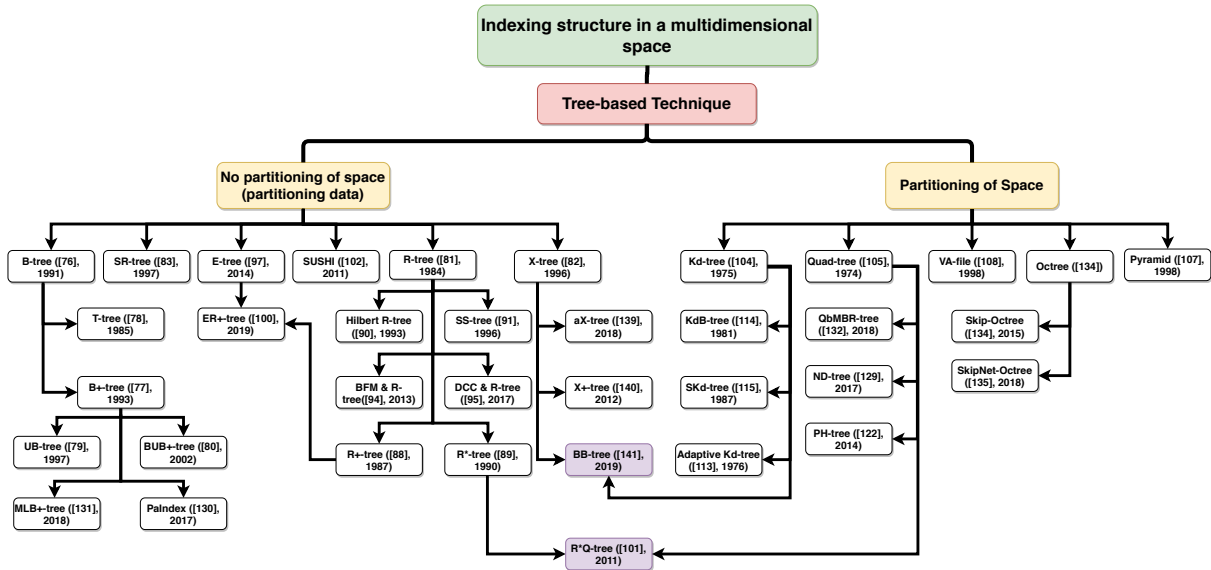 Indexing structure in a multidimensional
space
Tree-based Technique
No partitioning of space
(partitioning data)
Partitioning of Space
B-tree ([76],
1991)
SR-tree ([83],
1997)
E-tree ([97],
2014)
SUSHI ([102],
2011)
R-tree ([81],
1984)
X-tree ([82],
1996)
Kd-tree ([104],
1975)
Quad-tree ([105],
1974)
VA-file ([108],
1998)
Octree ([134])
Pyramid ([107],
1998)
T-tree ([78],
1985)
ER+-tree ([100],
2019)
Hilbert R-tree
([90], 1993)
SS-tree ([91],
1996)
aX-tree ([139],
2018)
KdB-tree ([114],
1981)
QbMBR-tree
([132], 2018)
Skip-Octree
([134], 2015)
B+-tree ([77],
1993)
BFM & R-
tree([94], 2013)
DCC & R-tree
([95], 2017)
X+-tree ([140],
2012)
SKd-tree ([115],
1987)
ND-tree ([129],
2017)
SkipNet-Octree
([135], 2018)
UB-tree ([79],
1997)
BUB+-tree ([80],
2002)
R+-tree ([88],
1987)
R*-tree ([89],
1990)
BB-tree ([141],
2019)
Adaptive Kd-tree
([113], 1976)
PH-tree ([122],
2014)
MLB+-tree ([131],
2018)
PaIndex ([130],
2017)
R*Q-tree ([101],
2011)